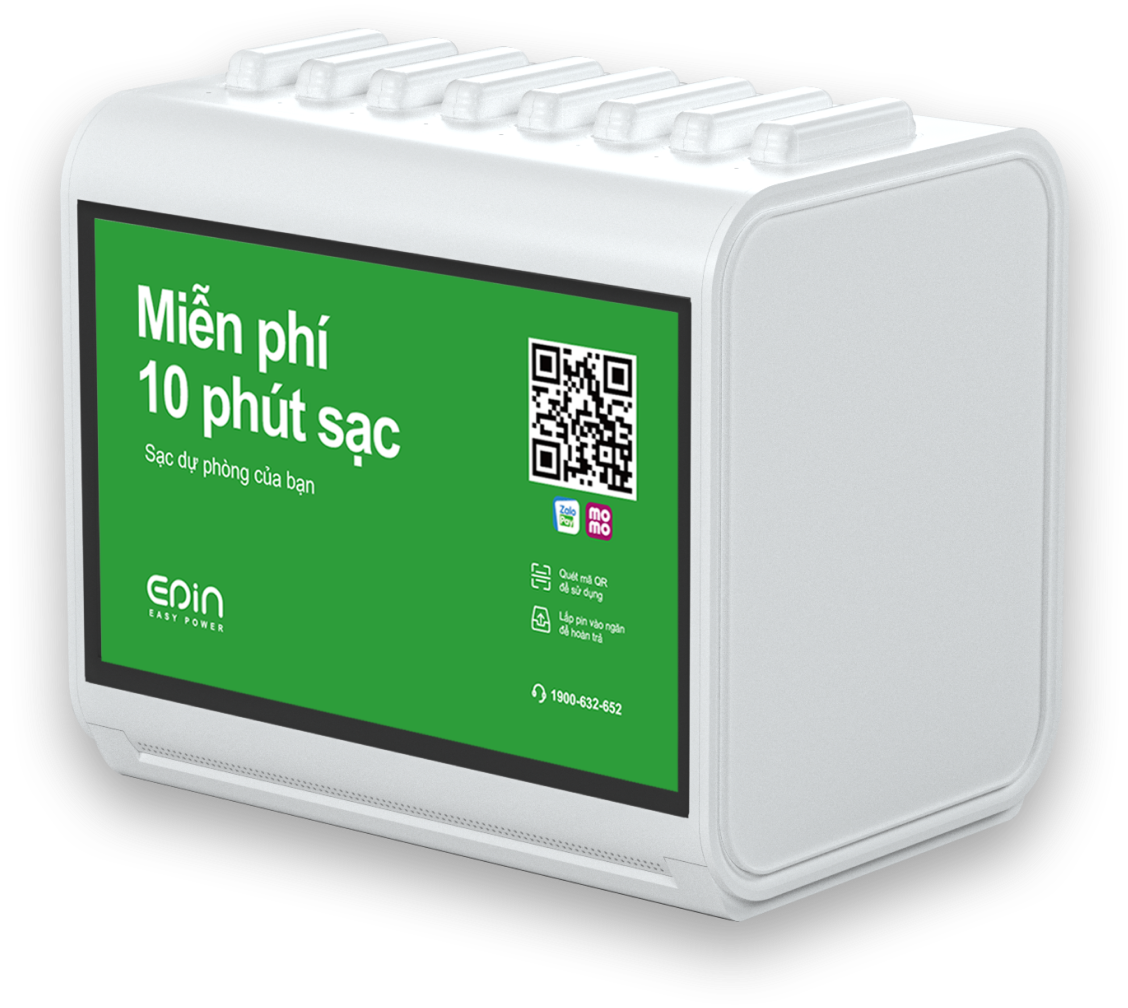 Miễn phí
10 phút sạc
Sạc dự phòng của bạn
EPIN
EASY POWER
Zalo
Pay
mo
mo
Quét mã QR
để sử dụng
Lắp pin vào ngăn
để hoàn trả
1900-632-652